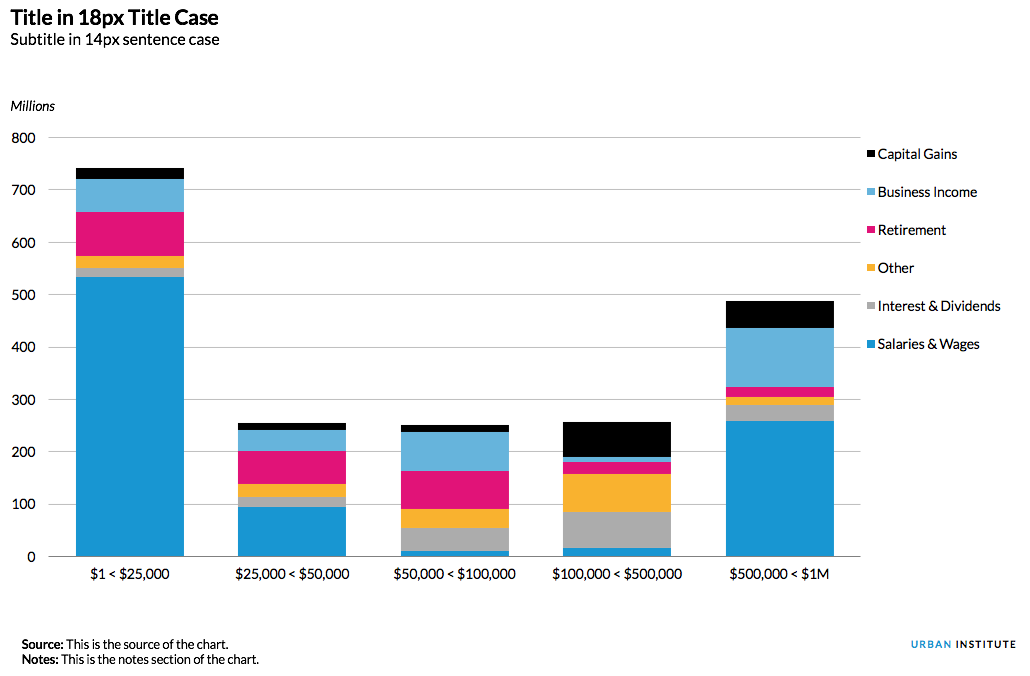 Title in 18px Title Case
Subtitle in 14px sentence case
Millions
800
700
600
500
400
300
200
100
0
Capital Gains
Business Income
Retirement
Other
Interest & Dividends
Salaries & Wages
$1 < $25,000
$25,000 < $50,000
$50,000 < $100,000
$100,000 < $500,000
$500,000 < $1M
Source: This is the source of the chart.
Notes: This is the notes section of the chart.
URBAN INSTITUTE